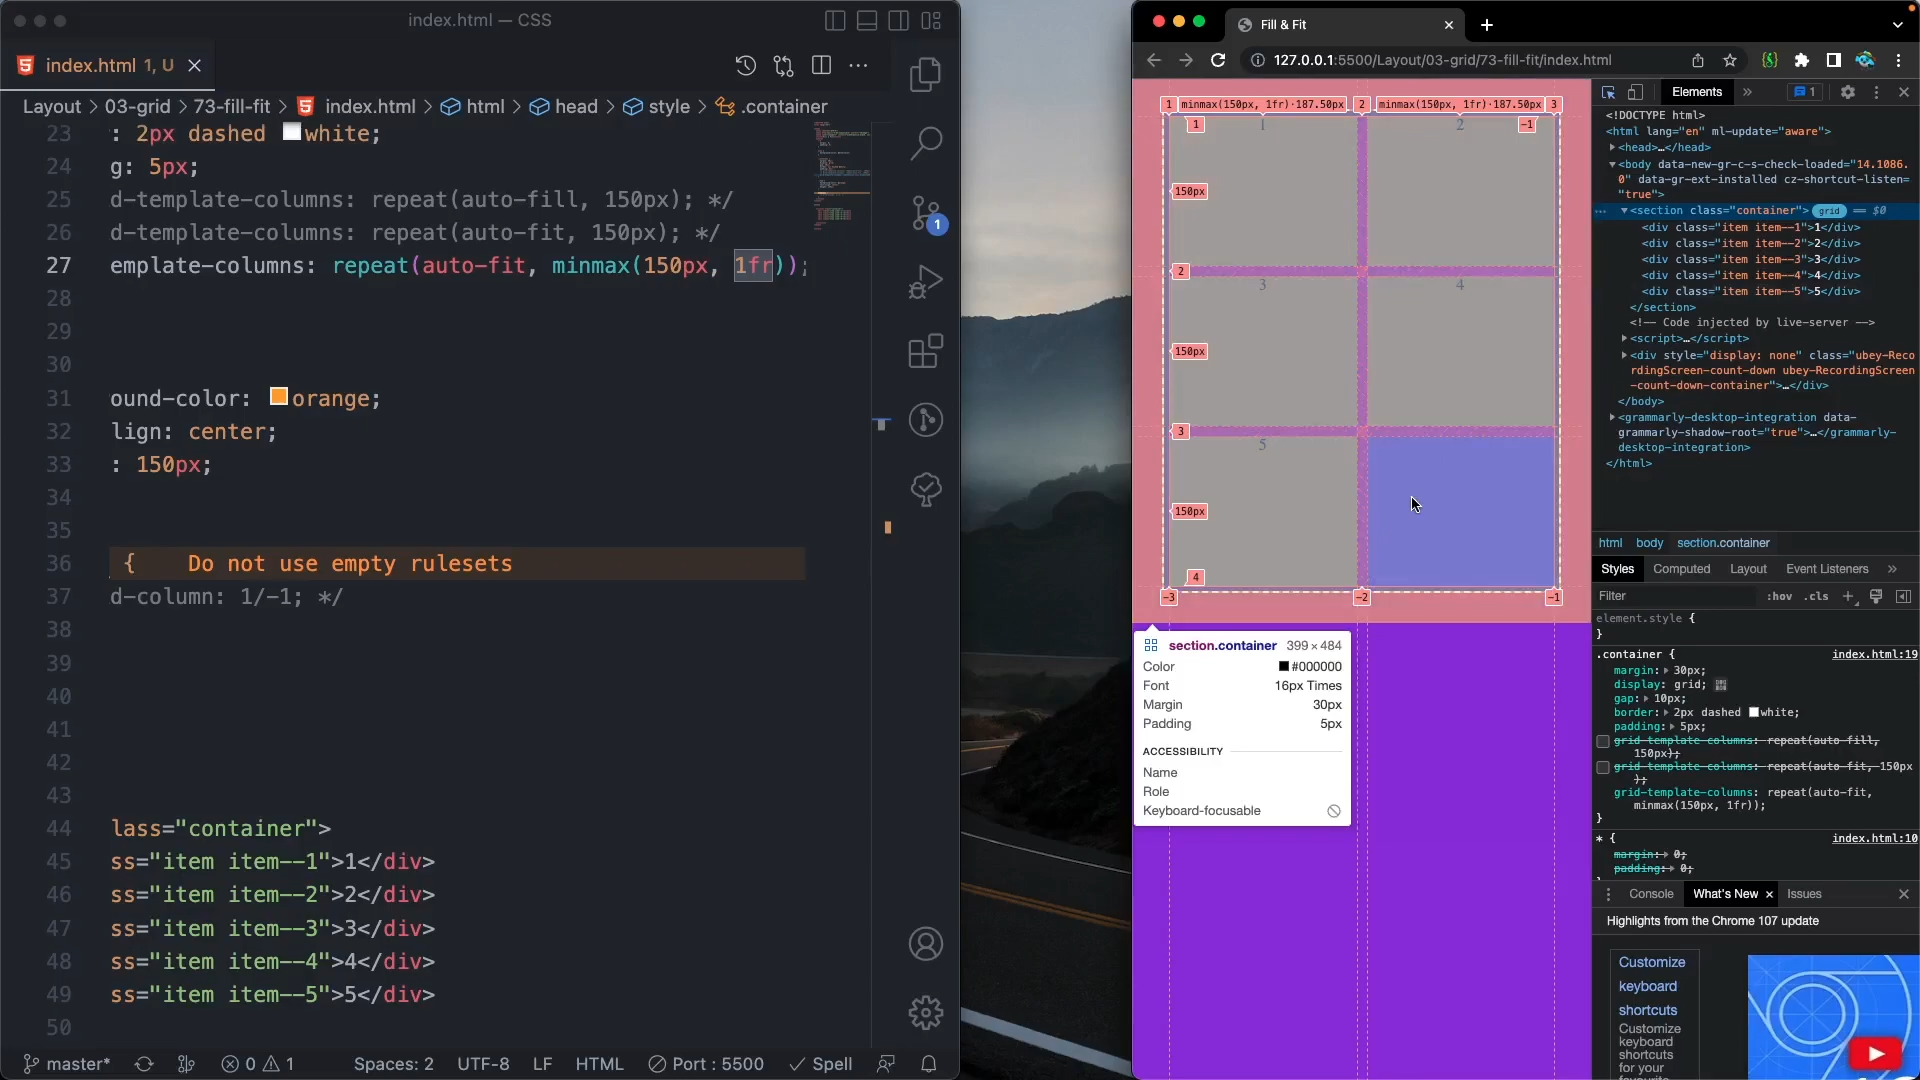 index.html — CSS
index.html 1, U
Layout > 03-grid > 73-fill-fit > index.html > html > head > style > .container
23 : 2px dashed white;
24 g: 5px;
25 d-template-columns: repeat(auto-fill, 150px); */
26 d-template-columns: repeat(auto-fit, 150px); */
27 emplate-columns: repeat(auto-fit, minmax(150px, 1fr));
28
29
30
31 ound-color: orange;
32 lign: center;
33 : 150px;
34
35
36 { Do not use empty rulesets
37 d-column: 1/-1; */
38
39
40
41
42
43
44 lass="container">
45 ss="item item--1">1</div>
46 ss="item item--2">2</div>
47 ss="item item--3">3</div>
48 ss="item item--4">4</div>
49 ss="item item--5">5</div>
50
1
master* 0 1 Spaces: 2 UTF-8 LF HTML Port : 5500 Spell
Fill & Fit
127.0.0.1:5500/Layout/03-grid/73-fill-fit/index.html
1 minmax(150px, 1fr)·187.50px 2 minmax(150px, 1fr)·187.50px 3
1 1 2 -1
150px
2
3 4
150px
3
5
150px
4
-3 -2 -1
section.container 399 × 484
Color #000000
Font 16px Times
Margin 30px
Padding 5px
ACCESSIBILITY
Name
Role
Keyboard-focusable
Elements » 1
<!DOCTYPE html>
<html lang="en" ml-update="aware">
<head>…</head>
<body data-new-gr-c-s-check-loaded="14.1086.
0" data-gr-ext-installed cz-shortcut-listen=
"true">
<section class="container"> grid == $0
<div class="item item--1">1</div>
<div class="item item--2">2</div>
<div class="item item--3">3</div>
<div class="item item--4">4</div>
<div class="item item--5">5</div>
</section>
<!-- Code injected by live-server -->
<script>…</script>
<div style="display: none" class="ubey-Reco
rdingScreen-count-down ubey-RecordingScreen
-count-down-container">…</div>
</body>
<grammarly-desktop-integration data-
grammarly-shadow-root="true">…</grammarly-
desktop-integration>
</html>
html body section.container
Styles Computed Layout Event Listeners »
Filter :hov .cls +
element.style {
}
.container { index.html:19
margin: 30px;
display: grid;
gap: 10px;
border: 2px dashed white;
padding: 5px;
grid-template-columns: repeat(auto-fill,
150px);
grid-template-columns: repeat(auto-fit, 150px
);
grid-template-columns: repeat(auto-fit,
minmax(150px, 1fr));
}
* { index.html:10
margin: 0;
padding: 0;
Console What's New × Issues
Highlights from the Chrome 107 update
Customize
keyboard
shortcuts
Customize
keyboard
shortcuts
for your
favourite